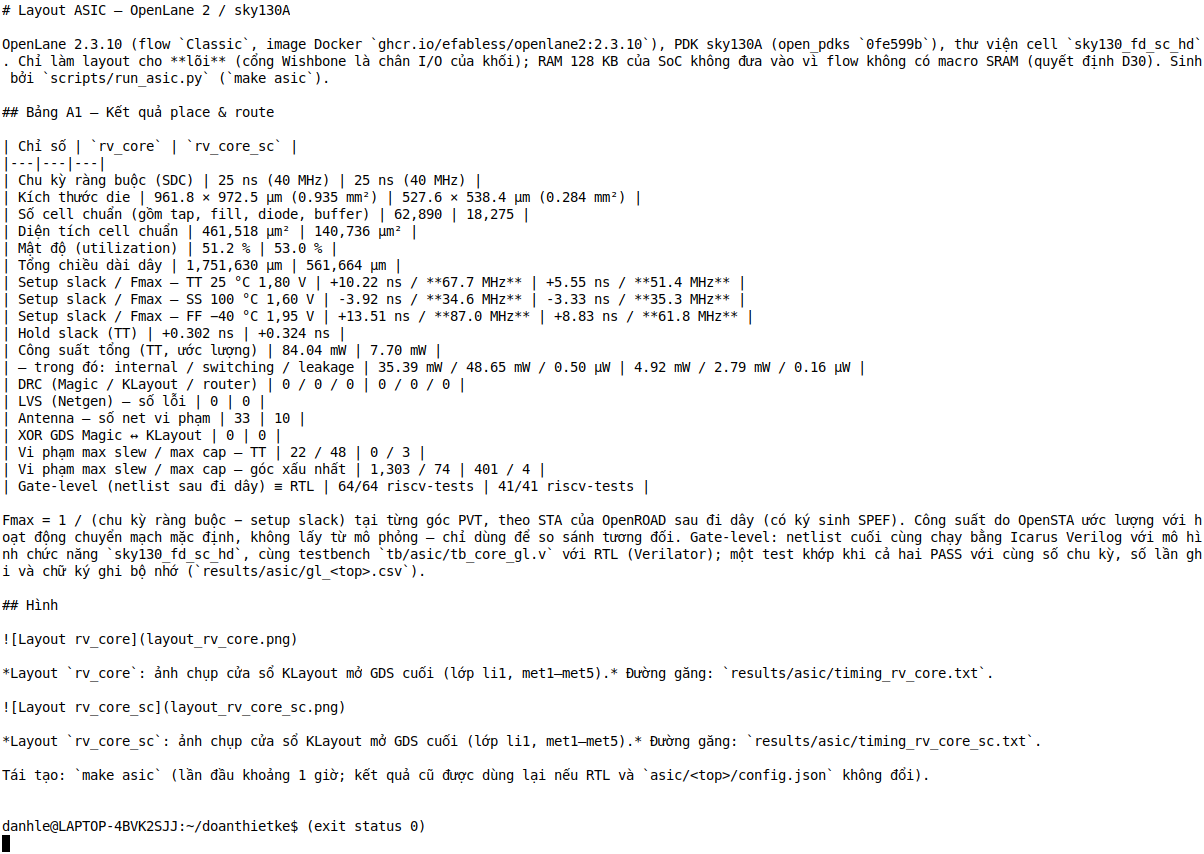 # Layout ASIC — OpenLane 2 / sky130A
OpenLane 2.3.10 (flow `Classic`, image Docker `ghcr.io/efabless/openlane2:2.3.10`), PDK sky130A (open_pdks `0fe599b`), thư viện cell `sky130_fd_sc_hd`
. Chỉ làm layout cho **lõi** (cổng Wishbone là chân I/O của khối); RAM 128 KB của SoC không đưa vào vì flow không có macro SRAM (quyết định D30). Sinh
bởi `scripts/run_asic.py` (`make asic`).
## Bảng A1 — Kết quả place & route
| Chỉ số | `rv_core` | `rv_core_sc` |
|---|---|---|
| Chu kỳ ràng buộc (SDC) | 25 ns (40 MHz) | 25 ns (40 MHz) |
| Kích thước die | 961.8 × 972.5 µm (0.935 mm²) | 527.6 × 538.4 µm (0.284 mm²) |
| Số cell chuẩn (gồm tap, fill, diode, buffer) | 62,890 | 18,275 |
| Diện tích cell chuẩn | 461,518 µm² | 140,736 µm² |
| Mật độ (utilization) | 51.2 % | 53.0 % |
| Tổng chiều dài dây | 1,751,630 µm | 561,664 µm |
| Setup slack / Fmax — TT 25 °C 1,80 V | +10.22 ns / **67.7 MHz** | +5.55 ns / **51.4 MHz** |
| Setup slack / Fmax — SS 100 °C 1,60 V | -3.92 ns / **34.6 MHz** | -3.33 ns / **35.3 MHz** |
| Setup slack / Fmax — FF −40 °C 1,95 V | +13.51 ns / **87.0 MHz** | +8.83 ns / **61.8 MHz** |
| Hold slack (TT) | +0.302 ns | +0.324 ns |
| Công suất tổng (TT, ước lượng) | 84.04 mW | 7.70 mW |
| — trong đó: internal / switching / leakage | 35.39 mW / 48.65 mW / 0.50 µW | 4.92 mW / 2.79 mW / 0.16 µW |
| DRC (Magic / KLayout / router) | 0 / 0 / 0 | 0 / 0 / 0 |
| LVS (Netgen) — số lỗi | 0 | 0 |
| Antenna — số net vi phạm | 33 | 10 |
| XOR GDS Magic ↔ KLayout | 0 | 0 |
| Vi phạm max slew / max cap — TT | 22 / 48 | 0 / 3 |
| Vi phạm max slew / max cap — góc xấu nhất | 1,303 / 74 | 401 / 4 |
| Gate-level (netlist sau đi dây) ≡ RTL | 64/64 riscv-tests | 41/41 riscv-tests |
Fmax = 1 / (chu kỳ ràng buộc − setup slack) tại từng góc PVT, theo STA của OpenROAD sau đi dây (có ký sinh SPEF). Công suất do OpenSTA ước lượng với h
oạt động chuyển mạch mặc định, không lấy từ mô phỏng — chỉ dùng để so sánh tương đối. Gate-level: netlist cuối cùng chạy bằng Icarus Verilog với mô hì
nh chức năng `sky130_fd_sc_hd`, cùng testbench `tb/asic/tb_core_gl.v` với RTL (Verilator); một test khớp khi cả hai PASS với cùng số chu kỳ, số lần gh
i và chữ ký ghi bộ nhớ (`results/asic/gl_<top>.csv`).
## Hình
![Layout rv_core](layout_rv_core.png)
*Layout `rv_core`: ảnh chụp cửa sổ KLayout mở GDS cuối (lớp li1, met1–met5).* Đường găng: `results/asic/timing_rv_core.txt`.
![Layout rv_core_sc](layout_rv_core_sc.png)
*Layout `rv_core_sc`: ảnh chụp cửa sổ KLayout mở GDS cuối (lớp li1, met1–met5).* Đường găng: `results/asic/timing_rv_core_sc.txt`.
Tái tạo: `make asic` (lần đầu khoảng 1 giờ; kết quả cũ được dùng lại nếu RTL và `asic/<top>/config.json` không đổi).
danhle@LAPTOP-4BVK2SJJ:~/doanthietke$ (exit status 0)